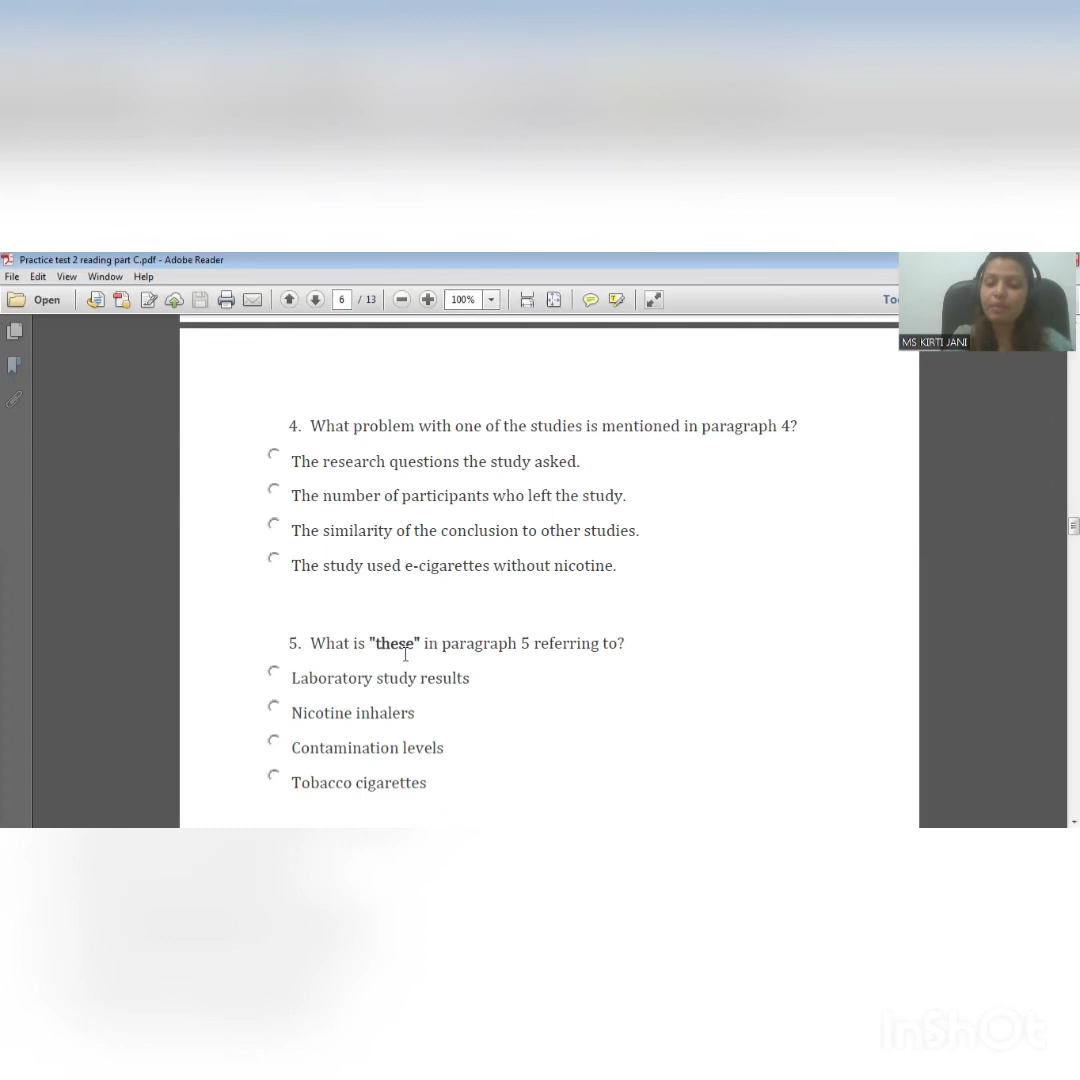 Practice test 2 reading part C.pdf - Adobe Reader
File Edit View Window Help
Open 6 / 13 100%
MS KIRTI JANI
4. What problem with one of the studies is mentioned in paragraph 4?
The research questions the study asked.
The number of participants who left the study.
The similarity of the conclusion to other studies.
The study used e-cigarettes without nicotine.
5. What is "these" in paragraph 5 referring to?
Laboratory study results
Nicotine inhalers
Contamination levels
Tobacco cigarettes
InShOt